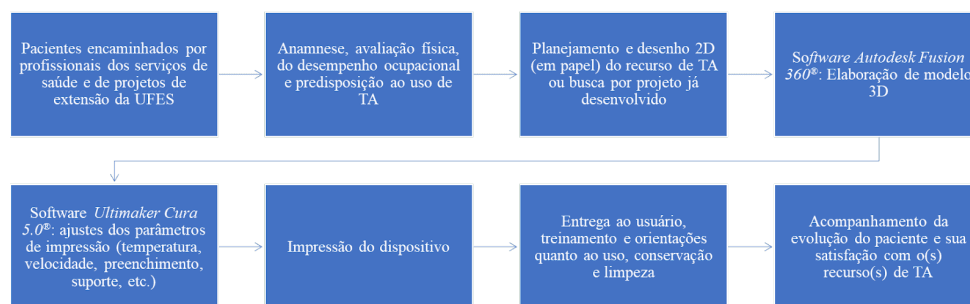 Pacientes encaminhados por
profissionais dos serviços de
saúde e de projetos de
extensão da UFES
Anamnese, avaliação física,
do desempenho ocupacional
e predisposição ao uso de
TA
Planejamento e desenho 2D
(em papel) do recurso de TA
ou busca por projeto já
desenvolvido
Software Autodesk Fusion
360®: Elaboração de modelo
3D
Software Ultimaker Cura
5.0®: ajustes dos parâmetros
de impressão (temperatura,
velocidade, preenchimento,
suporte, etc.)
Impressão do dispositivo
Entrega ao usuário,
treinamento e orientações
quanto ao uso, conservação
e limpeza
Acompanhamento da
evolução do paciente e sua
satisfação com o(s)
recurso(s) de TA